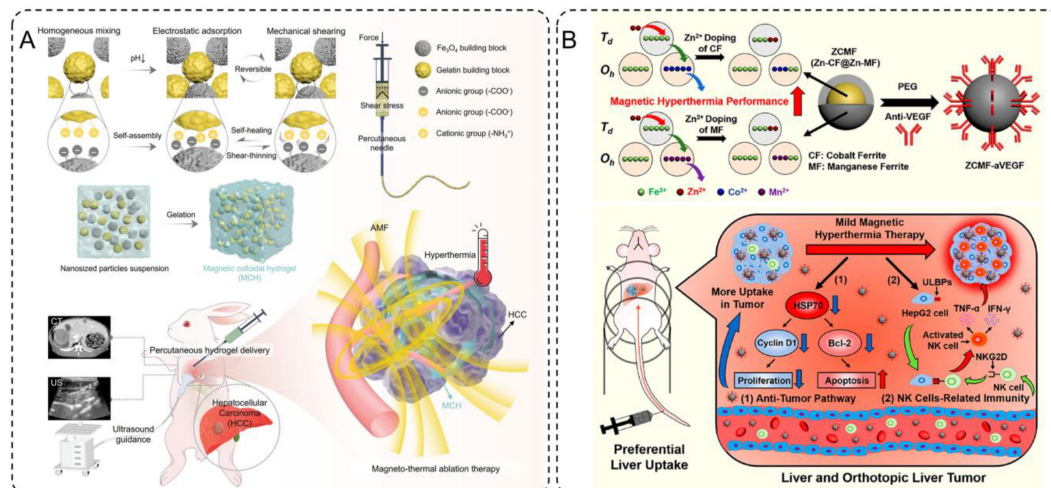 A
Homogeneous mixing
Electrostatic adsorption
Mechanical shearing
pH↓
Reversible
Self-assembly
Self-healing
Shear-thinning
Fe₃O₄ building block
Gelatin building block
Anionic group (-COO⁻)
Anionic group (-COO⁻)
Cationic group (-NH₃⁺)
Force
Shear stress
Percutaneous
needle
Gelation
Nanosized particles suspension
Magnetic colloidal hydrogel
(MCH)
AMF
Hyperthermia
HCC
MCH
CT
US
Percutaneous hydrogel delivery
Hepatocellular
Carcinoma
(HCC)
Ultrasound
guidance
Magneto-thermal ablation therapy
B
Td
Oh
Zn²⁺ Doping
of CF
Magnetic Hyperthermia Performance
Td
Oh
Zn²⁺ Doping
of MF
ZCMF
(Zn-CF@Zn-MF)
PEG
Anti-VEGF
ZCMF-aVEGF
CF: Cobalt Ferrite
MF: Manganese Ferrite
Fe³⁺ Zn²⁺ Co²⁺ Mn²⁺
Mild Magnetic
Hyperthermia Therapy
More Uptake
in Tumor
(1)
(2)
HSP70
Cyclin D1
Bcl-2
Proliferation
Apoptosis
(1) Anti-Tumor Pathway
ULBPs
HepG2 cell
TNF-α
IFN-γ
Activated
NK cell
NKG2D
NK cell
(2) NK Cells-Related Immunity
Preferential
Liver Uptake
Liver and Orthotopic Liver Tumor